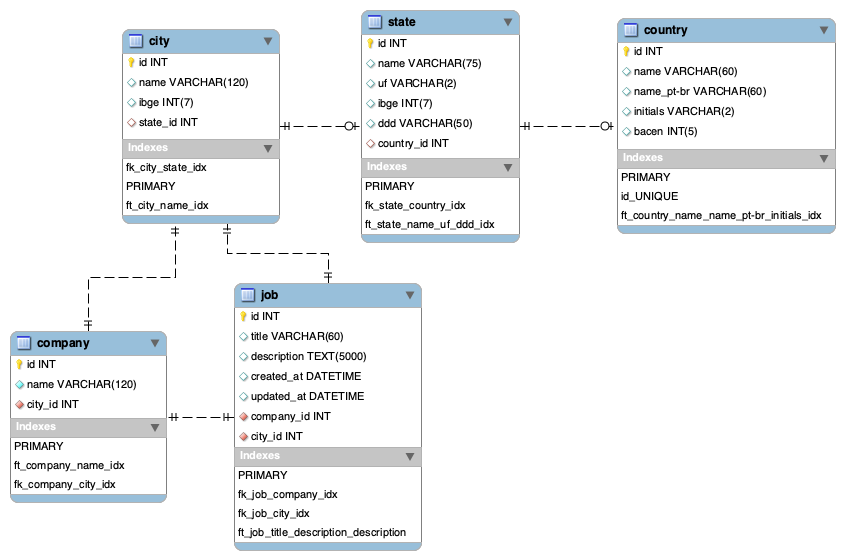 city
id INT
name VARCHAR(120)
ibge INT(7)
state_id INT
Indexes
fk_city_state_idx
PRIMARY
ft_city_name_idx
state
id INT
name VARCHAR(75)
uf VARCHAR(2)
ibge INT(7)
ddd VARCHAR(50)
country_id INT
Indexes
PRIMARY
fk_state_country_idx
ft_state_name_uf_ddd_idx
country
id INT
name VARCHAR(60)
name_pt-br VARCHAR(60)
initials VARCHAR(2)
bacen INT(5)
Indexes
PRIMARY
id_UNIQUE
ft_country_name_name_pt-br_initials_idx
company
id INT
name VARCHAR(120)
city_id INT
Indexes
PRIMARY
ft_company_name_idx
fk_company_city_idx
job
id INT
title VARCHAR(60)
description TEXT(5000)
created_at DATETIME
updated_at DATETIME
company_id INT
city_id INT
Indexes
PRIMARY
fk_job_company_idx
fk_job_city_idx
ft_job_title_description_description